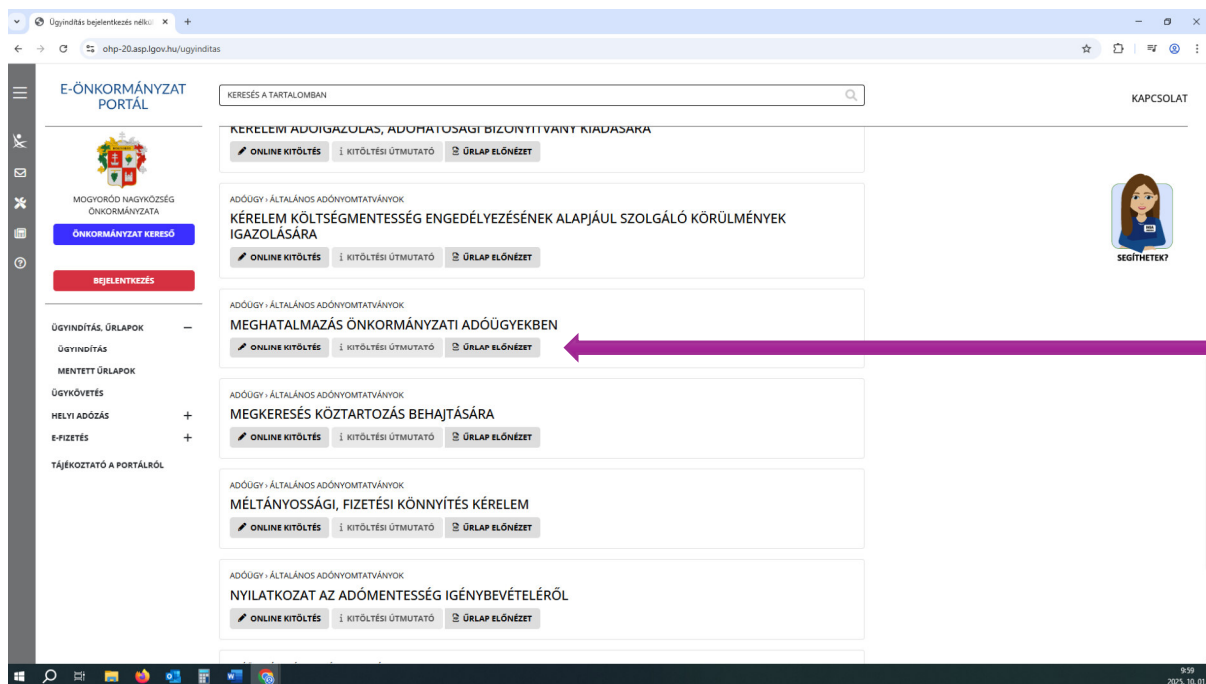 Ügyindítás bejelentkezés nélkül
ohp-20.asp.lgov.hu/ugyinditas
E-ÖNKORMÁNYZAT
PORTÁL
KERESÉS A TARTALOMBAN
KAPCSOLAT
MOGYORÓD NAGYKÖZSÉG
ÖNKORMÁNYZATA
ÖNKORMÁNYZAT KERESŐ
BEJELENTKEZÉS
ÜGYINDÍTÁS, ŰRLAPOK
ÜGYINDÍTÁS
MENTETT ŰRLAPOK
ÜGYKÖVETÉS
HELYI ADÓZÁS
E-FIZETÉS
TÁJÉKOZTATÓ A PORTÁLRÓL
KÉRELEM ADÓIGAZOLÁS, ADÓHATÓSÁGI BIZONYÍTVÁNY KIADÁSÁRA
ONLINE KITÖLTÉS KITÖLTÉSI ÚTMUTATÓ ŰRLAP ELŐNÉZET
ADÓÜGY › ÁLTALÁNOS ADÓNYOMTATVÁNYOK
KÉRELEM KÖLTSÉGMENTESSÉG ENGEDÉLYEZÉSÉNEK ALAPJÁUL SZOLGÁLÓ KÖRÜLMÉNYEK
IGAZOLÁSÁRA
ONLINE KITÖLTÉS KITÖLTÉSI ÚTMUTATÓ ŰRLAP ELŐNÉZET
ADÓÜGY › ÁLTALÁNOS ADÓNYOMTATVÁNYOK
MEGHATALMAZÁS ÖNKORMÁNYZATI ADÓÜGYEKBEN
ONLINE KITÖLTÉS KITÖLTÉSI ÚTMUTATÓ ŰRLAP ELŐNÉZET
ADÓÜGY › ÁLTALÁNOS ADÓNYOMTATVÁNYOK
MEGKERESÉS KÖZTARTOZÁS BEHAJTÁSÁRA
ONLINE KITÖLTÉS KITÖLTÉSI ÚTMUTATÓ ŰRLAP ELŐNÉZET
ADÓÜGY › ÁLTALÁNOS ADÓNYOMTATVÁNYOK
MÉLTÁNYOSSÁGI, FIZETÉSI KÖNNYÍTÉS KÉRELEM
ONLINE KITÖLTÉS KITÖLTÉSI ÚTMUTATÓ ŰRLAP ELŐNÉZET
ADÓÜGY › ÁLTALÁNOS ADÓNYOMTATVÁNYOK
NYILATKOZAT AZ ADÓMENTESSÉG IGÉNYBEVÉTELÉRŐL
ONLINE KITÖLTÉS KITÖLTÉSI ÚTMUTATÓ ŰRLAP ELŐNÉZET
SEGÍTHETEK?
9:59
2025. 10. 01